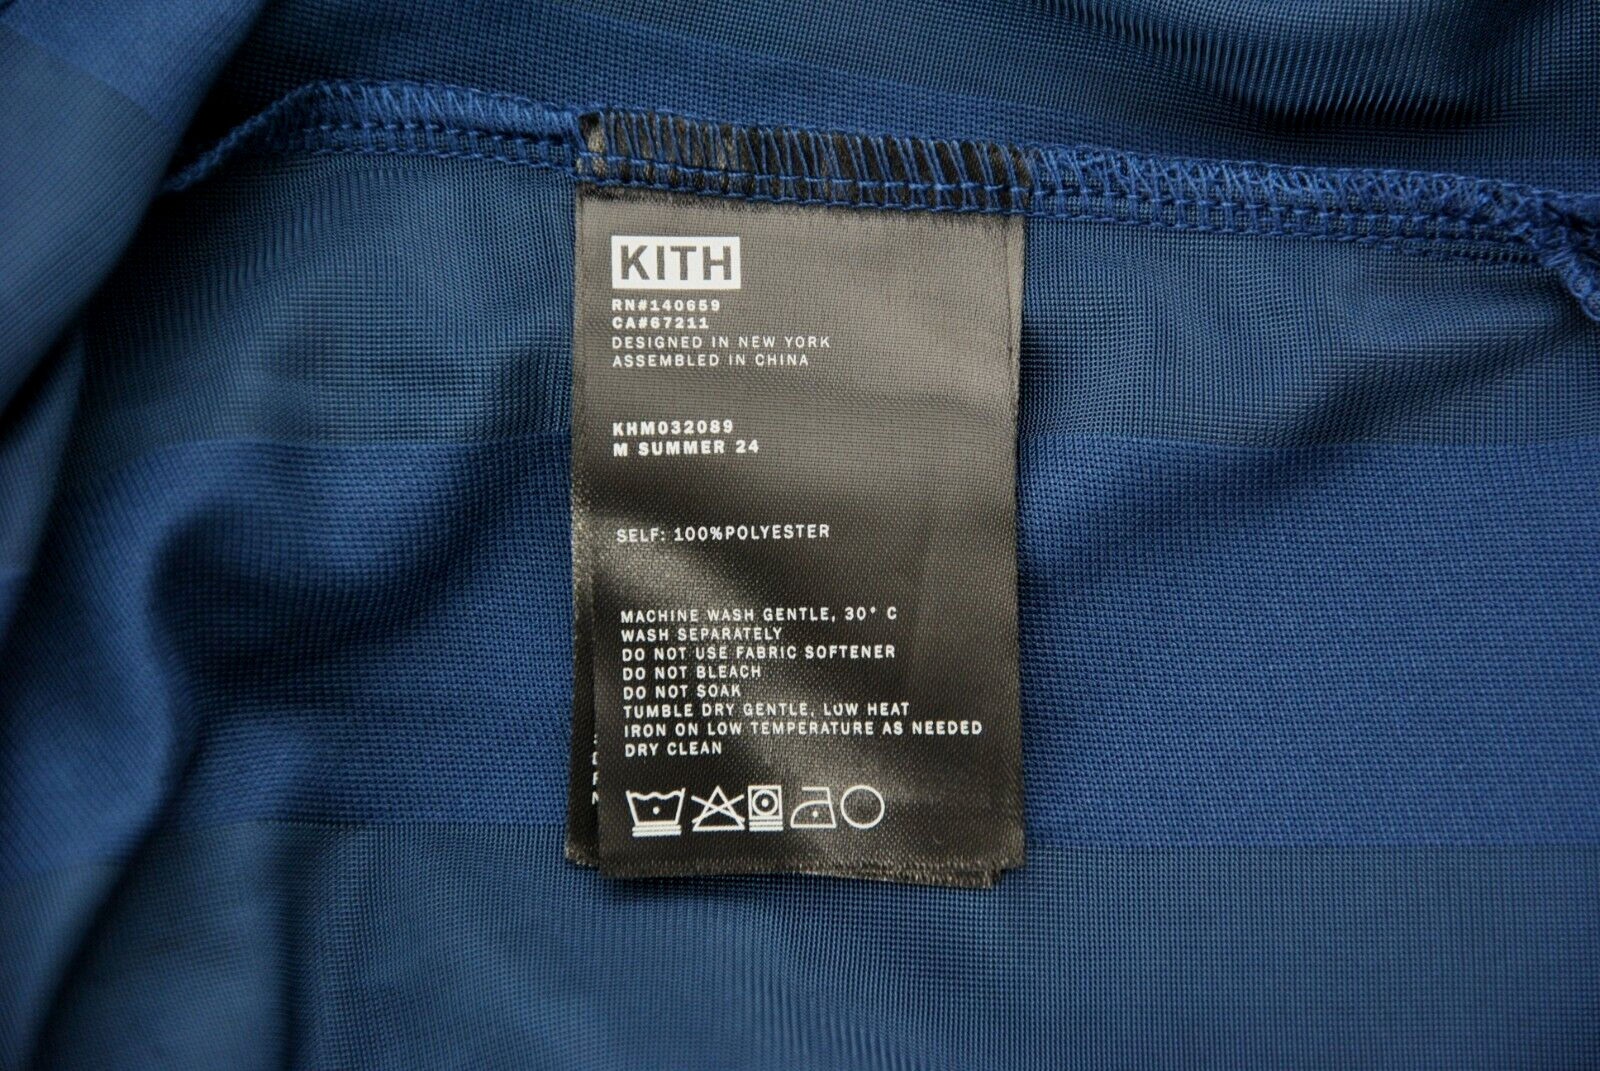 KITH
RN#140659
CA#67211
DESIGNED IN NEW YORK
ASSEMBLED IN CHINA
KHM032089
M SUMMER 24
SELF: 100%POLYESTER
MACHINE WASH GENTLE, 30° C
WASH SEPARATELY
DO NOT USE FABRIC SOFTENER
DO NOT BLEACH
DO NOT SOAK
TUMBLE DRY GENTLE, LOW HEAT
IRON ON LOW TEMPERATURE AS NEEDED
DRY CLEAN